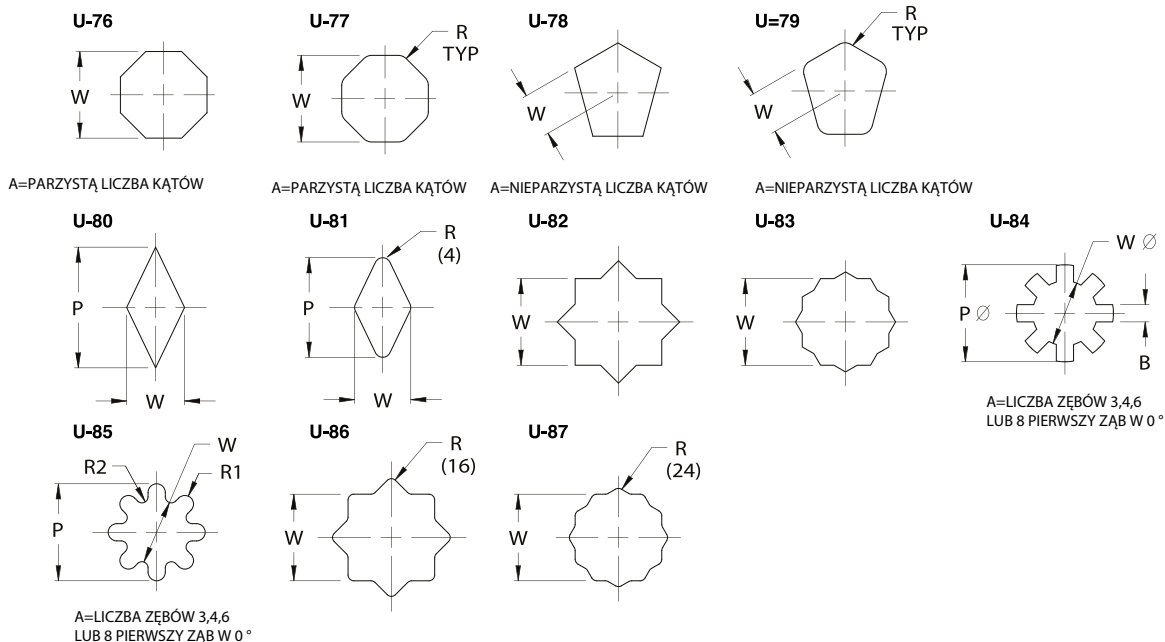 U-76
W
A=PARZYSTĄ LICZBA KĄTÓW
U-77
R
TYP
W
A=PARZYSTĄ LICZBA KĄTÓW
U-78
W
A=NIEPARZYSTĄ LICZBA KĄTÓW
U=79
R
TYP
W
A=NIEPARZYSTĄ LICZBA KĄTÓW
U-80
P
W
U-81
R
(4)
P
W
U-82
W
U-83
W
U-84
W Ø
P Ø
B
A=LICZBA ZĘBÓW 3,4,6
LUB 8 PIERWSZY ZĄB W 0 °
U-85
W
R2
R1
P
A=LICZBA ZĘBÓW 3,4,6
LUB 8 PIERWSZY ZĄB W 0 °
U-86
R
(16)
W
U-87
R
(24)
W